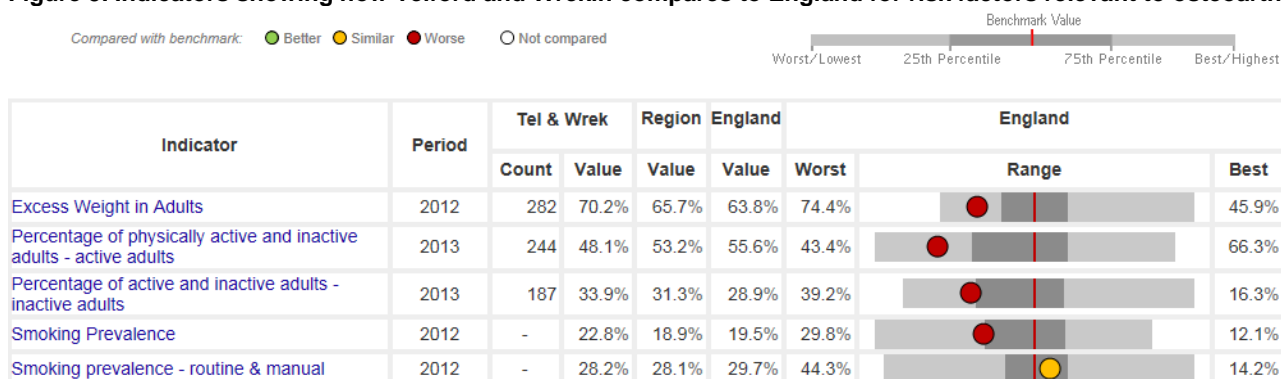 Compared with benchmark: Better Similar Worse Not compared
Benchmark Value
Worst/Lowest 25th Percentile 75th Percentile Best/Highest
Indicator Period Tel & Wrek Region England England
Count Value Value Value Worst Range Best
Excess Weight in Adults 2012 282 70.2% 65.7% 63.8% 74.4% 45.9%
Percentage of physically active and inactive
adults - active adults 2013 244 48.1% 53.2% 55.6% 43.4% 66.3%
Percentage of active and inactive adults -
inactive adults 2013 187 33.9% 31.3% 28.9% 39.2% 16.3%
Smoking Prevalence 2012 - 22.8% 18.9% 19.5% 29.8% 12.1%
Smoking prevalence - routine & manual 2012 - 28.2% 28.1% 29.7% 44.3% 14.2%